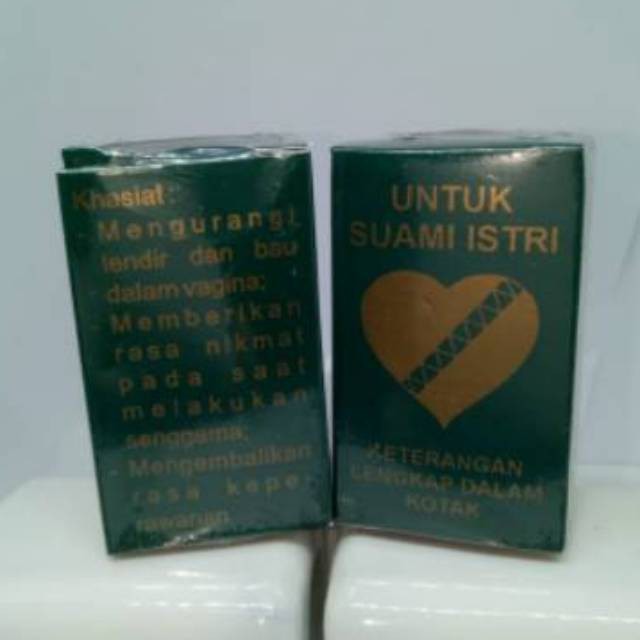 Khasiat:
Mengurangi
lendir dan bau
dalam vagina;
Memberikan
rasa nikmat
pada saat
melakukan
senggama;
Mengembalikan
rasa kepe-
rawanan
UNTUK
SUAMI ISTRI
KETERANGAN
LENGKAP DALAM
KOTAK